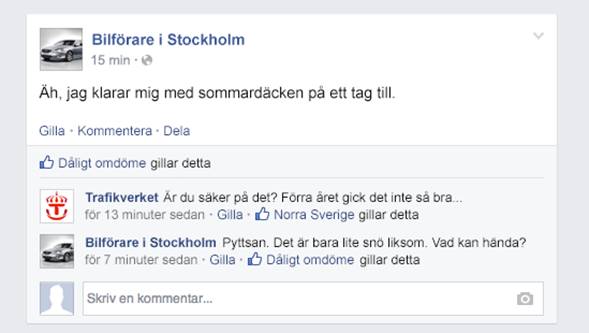 Bilförare i Stockholm
15 min ·
Äh, jag klarar mig med sommardäcken på ett tag till.
Gilla · Kommentera · Dela
Dåligt omdöme gillar detta
Trafikverket Är du säker på det? Förra året gick det inte så bra...
för 13 minuter sedan · Gilla · Norra Sverige gillar detta
Bilförare i Stockholm Pyttsan. Det är bara lite snö liksom. Vad kan hända?
för 7 minuter sedan · Gilla · Dåligt omdöme gillar detta
Skriv en kommentar...